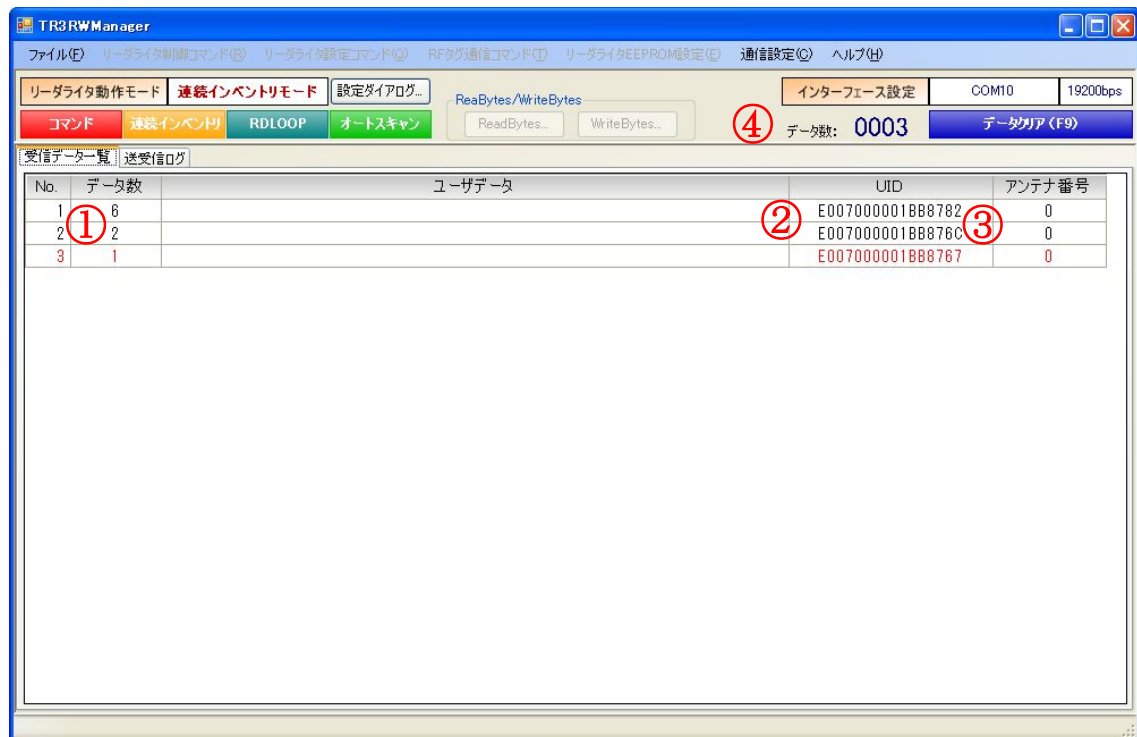 TR3RWManager
ファイル(F) リーダライタ制御コマンド(R) リーダライタ設定コマンド(Q) RFタグ通信コマンド(T) リーダライタEEPROM設定(E) 通信設定(C) ヘルプ(H)
リーダライタ動作モード 連続インベントリモード 設定ダイアログ... ReaBytes/WriteBytes インターフェース設定 COM10 19200bps
コマンド 連続インベントリ RDLOOP オートスキャン ReadBytes... WriteBytes... ④ データ数: 0003 データクリア(F9)
受信データ一覧 送受信ログ
No. データ数 ユーザデータ UID アンテナ番号
1 6 E007000001BB8782 0
① ② ③
2 2 E007000001BB876C 0
3 1 E007000001BB8767 0